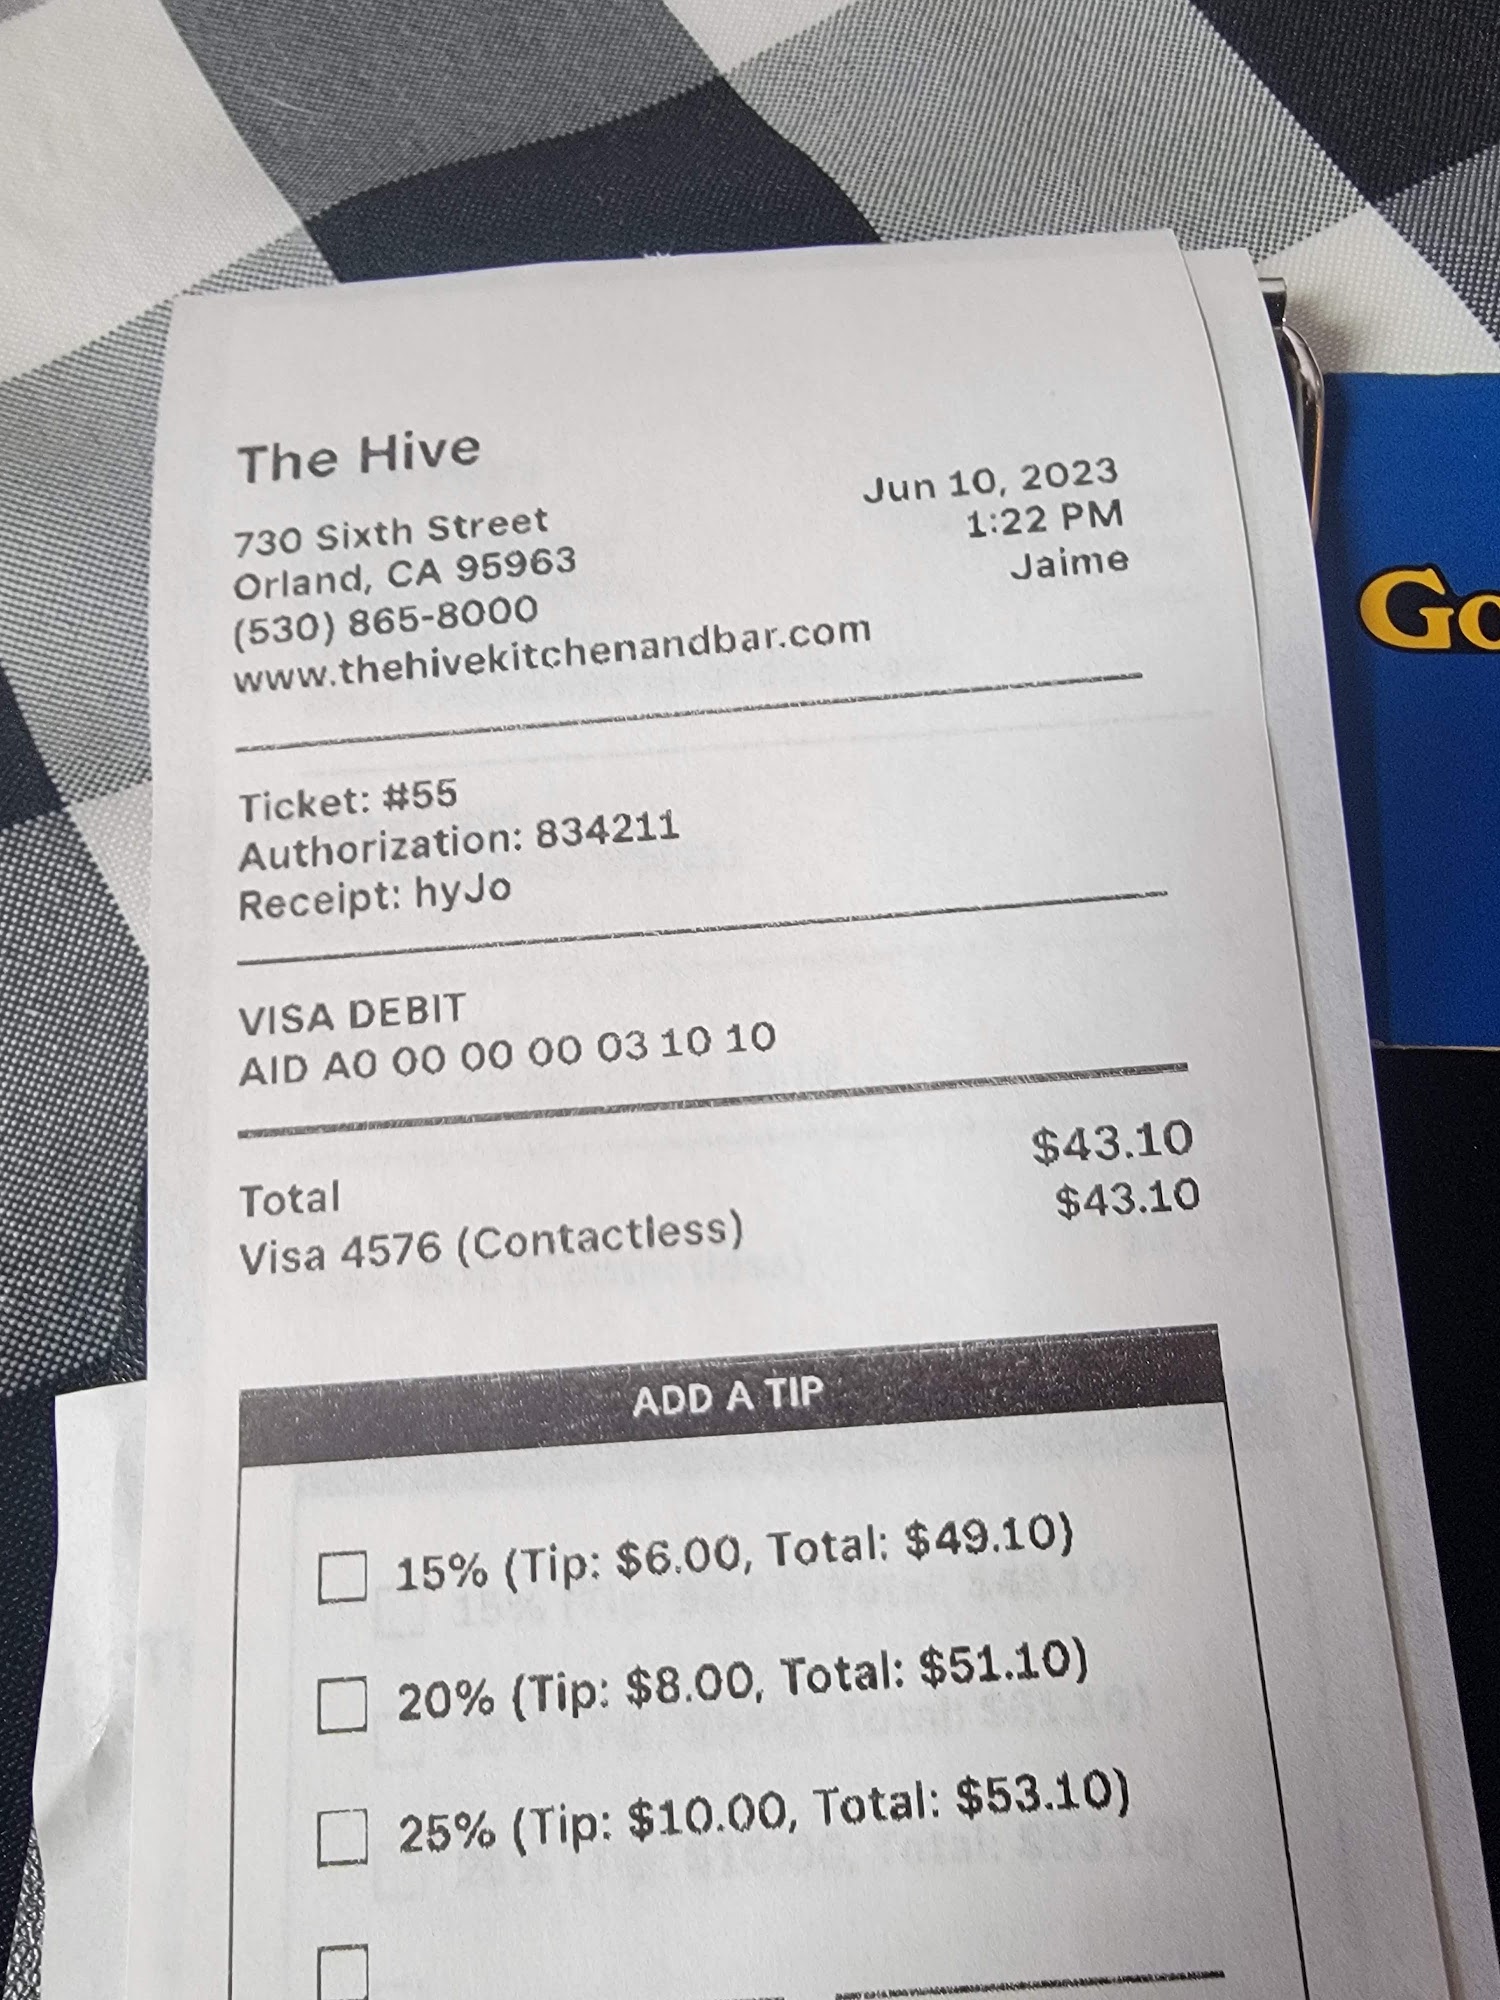 The Hive
730 Sixth Street
Orland, CA 95963
(530) 865-8000
www.thehivekitchenandbar.com
Jun 10, 2023
1:22 PM
Jaime
Ticket: #55
Authorization: 834211
Receipt: hyJo
VISA DEBIT
AID A0 00 00 00 03 10 10
Total $43.10
Visa 4576 (Contactless) $43.10
ADD A TIP
15% (Tip: $6.00, Total: $49.10)
20% (Tip: $8.00, Total: $51.10)
25% (Tip: $10.00, Total: $53.10)